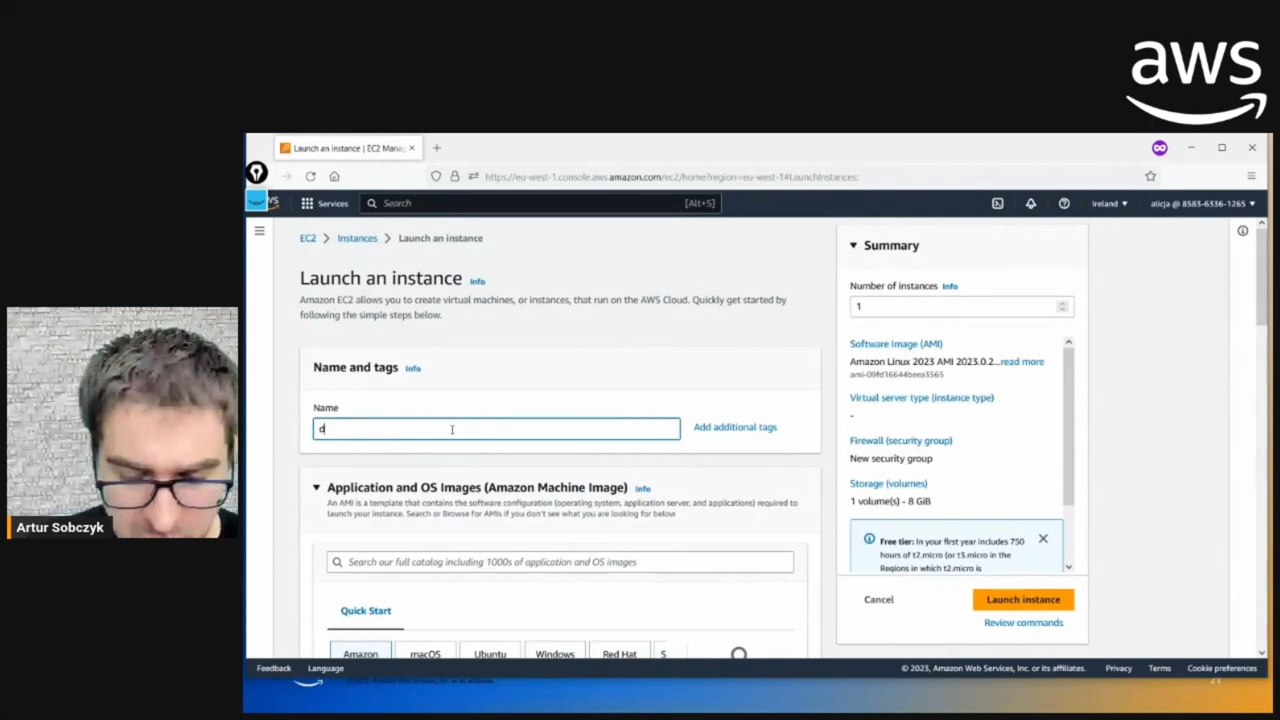 aws
Launch an instance | EC2 Manag
https://eu-west-1.console.aws.amazon.com/ec2/home?region=eu-west-1#LaunchInstances:
Services
Search
[Alt+S]
Ireland
alicja @ 8583-6336-1265
EC2 > Instances > Launch an instance
Launch an instance Info
Amazon EC2 allows you to create virtual machines, or instances, that run on the AWS Cloud. Quickly get started by
following the simple steps below.
Name and tags Info
Name
d
Add additional tags
Application and OS Images (Amazon Machine Image) Info
An AMI is a template that contains the software configuration (operating system, application server, and applications) required to
launch your instance. Search or Browse for AMIs if you don't see what you are looking for below
Search our full catalog including 1000s of application and OS images
Quick Start
Amazon
macOS
Ubuntu
Windows
Red Hat
S
Summary
Number of instances Info
1
Software Image (AMI)
Amazon Linux 2023 AMI 2023.0.2...read more
ami-09fd16644beea3565
Virtual server type (instance type)
-
Firewall (security group)
New security group
Storage (volumes)
1 volume(s) - 8 GiB
Free tier: In your first year includes 750
hours of t2.micro (or t3.micro in the
Regions in which t2.micro is
Cancel
Launch instance
Review commands
Feedback
Language
© 2023, Amazon Web Services, Inc. or its affiliates.
Privacy
Terms
Cookie preferences
Artur Sobczyk